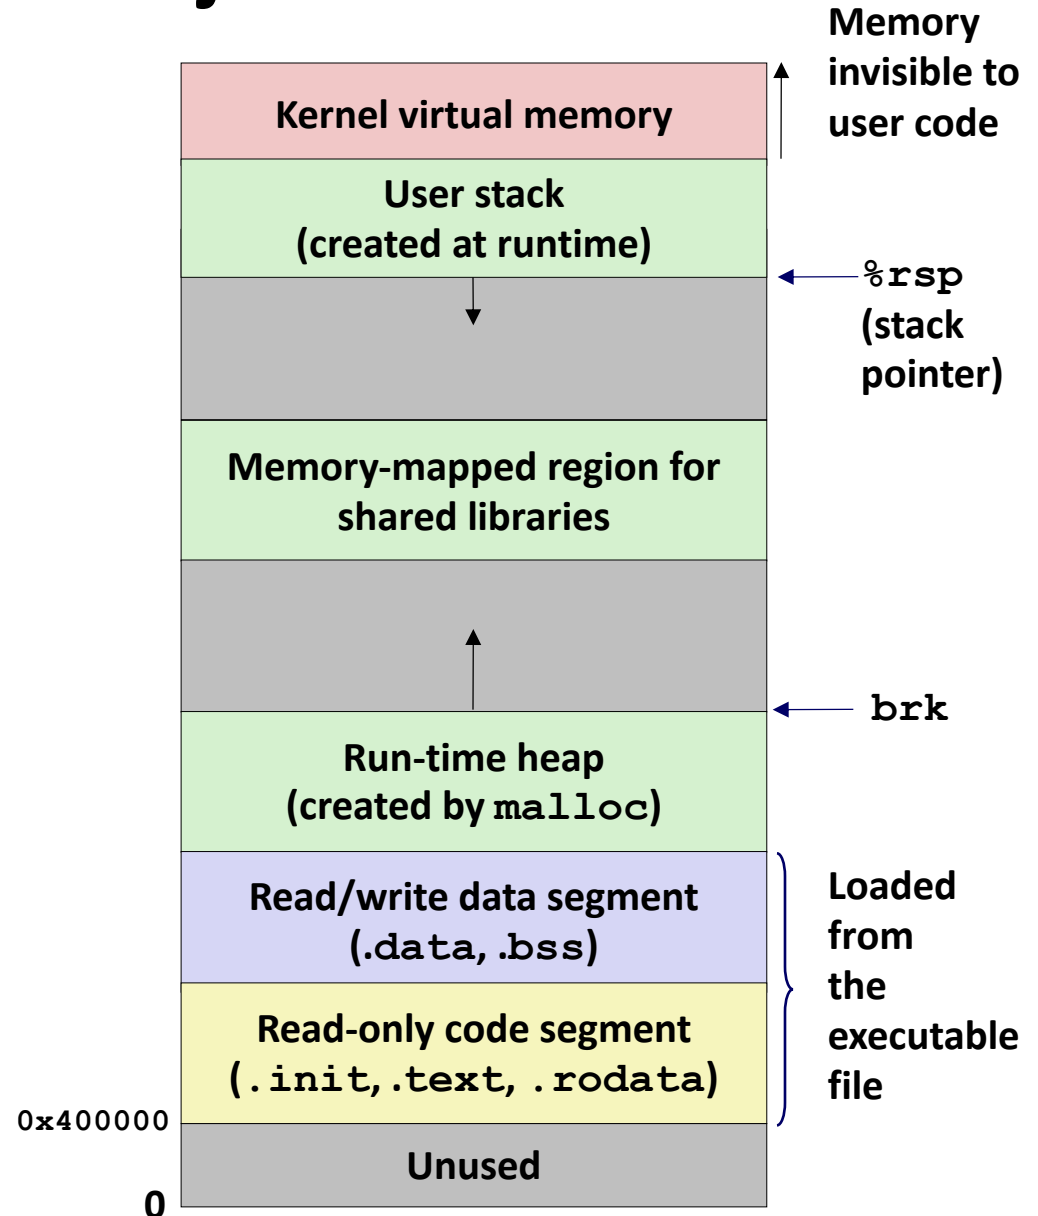 Memory
invisible to
user code
Kernel virtual memory
User stack
(created at runtime)
%rsp
(stack
pointer)
Memory-mapped region for
shared libraries
brk
Run-time heap
(created by malloc)
Read/write data segment
(.data, .bss)
Loaded
from
the
executable
file
Read-only code segment
(.init, .text, .rodata)
0x400000
Unused
0